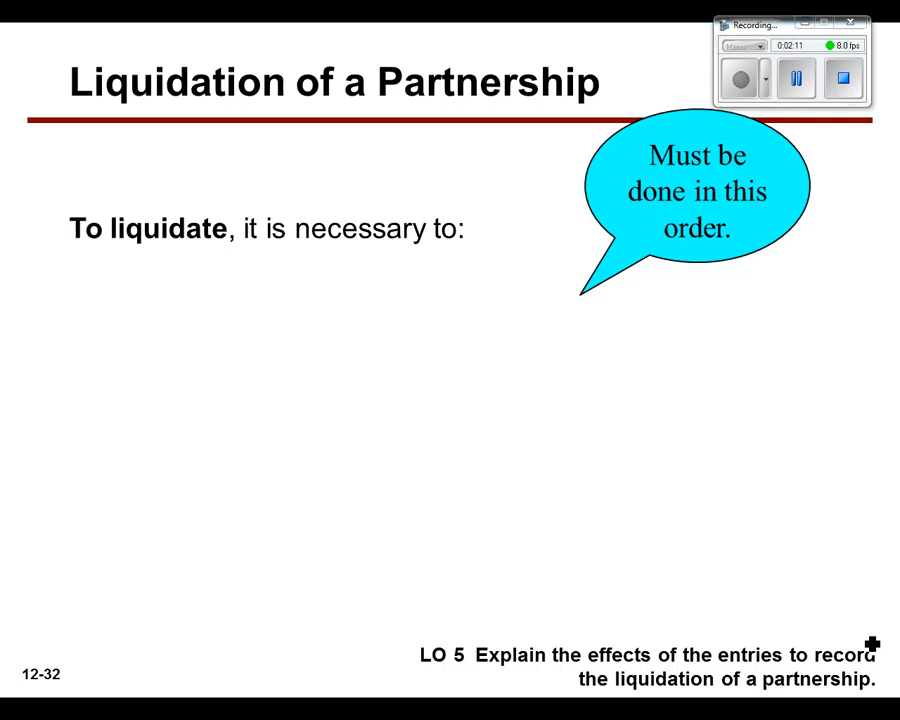 Recording...
0:02:11
8.0 fps
Liquidation of a Partnership
Must be
done in this
order.
To liquidate, it is necessary to:
LO 5 Explain the effects of the entries to record
the liquidation of a partnership.
12-32